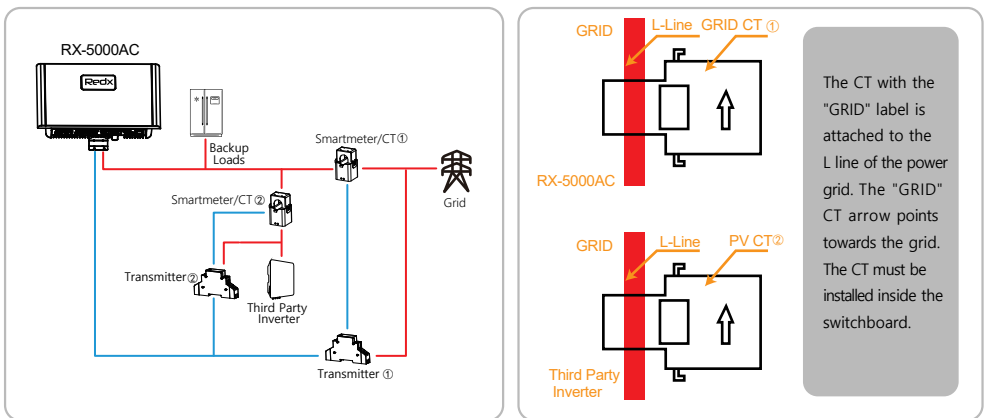 RX-5000AC
Redx
Backup
Loads
Smartmeter/CT①
Grid
Smartmeter/CT②
Transmitter②
Third Party
Inverter
Transmitter ①
GRID
L-Line
GRID CT ①
RX-5000AC
GRID
L-Line
PV CT②
Third Party
Inverter
The CT with the
"GRID" label is
attached to the
L line of the power
grid. The "GRID"
CT arrow points
towards the grid.
The CT must be
installed inside the
switchboard.